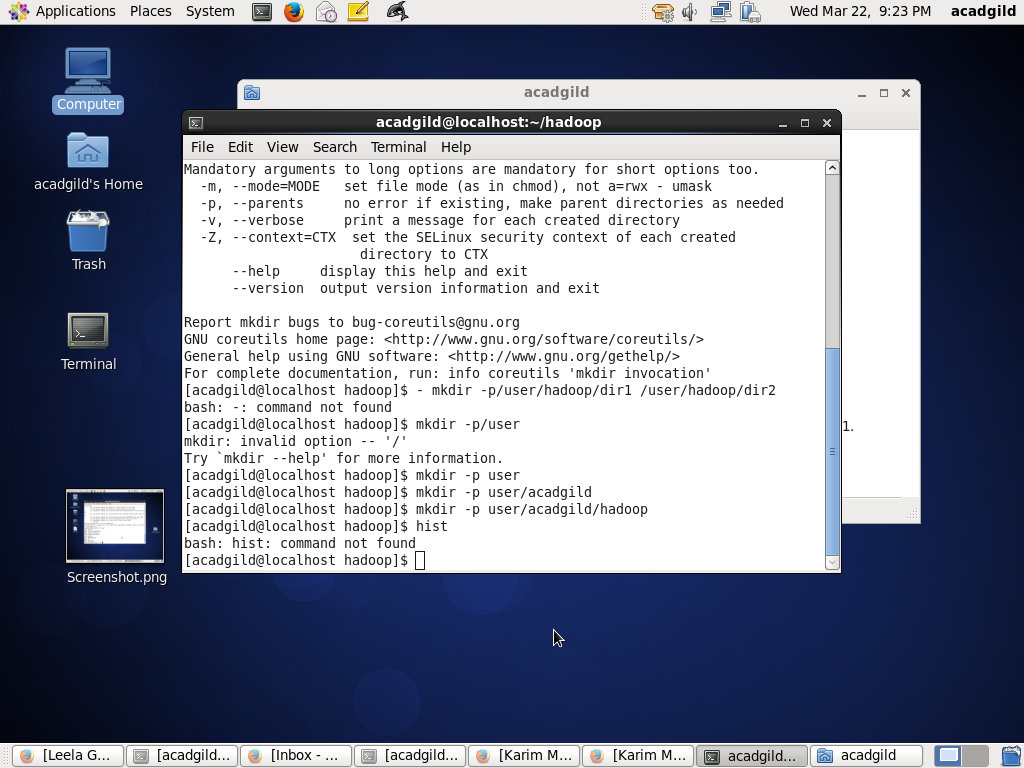 Applications Places System Wed Mar 22, 9:23 PM acadgild
Computer
acadgild's Home
Trash
Terminal
Screenshot.png
acadgild
acadgild@localhost:~/hadoop
File Edit View Search Terminal Help
Mandatory arguments to long options are mandatory for short options too.
-m, --mode=MODE set file mode (as in chmod), not a=rwx - umask
-p, --parents no error if existing, make parent directories as needed
-v, --verbose print a message for each created directory
-Z, --context=CTX set the SELinux security context of each created
directory to CTX
--help display this help and exit
--version output version information and exit
Report mkdir bugs to bug-coreutils@gnu.org
GNU coreutils home page: <http://www.gnu.org/software/coreutils/>
General help using GNU software: <http://www.gnu.org/gethelp/>
For complete documentation, run: info coreutils 'mkdir invocation'
[acadgild@localhost hadoop]$ - mkdir -p/user/hadoop/dir1 /user/hadoop/dir2
bash: -: command not found
[acadgild@localhost hadoop]$ mkdir -p/user
mkdir: invalid option -- '/'
Try `mkdir --help' for more information.
[acadgild@localhost hadoop]$ mkdir -p user
[acadgild@localhost hadoop]$ mkdir -p user/acadgild
[acadgild@localhost hadoop]$ mkdir -p user/acadgild/hadoop
[acadgild@localhost hadoop]$ hist
bash: hist: command not found
[acadgild@localhost hadoop]$
1.
[Leela G... [acadgild... [Inbox - ... [acadgild... [Karim M... [Karim M... acadgild... acadgild